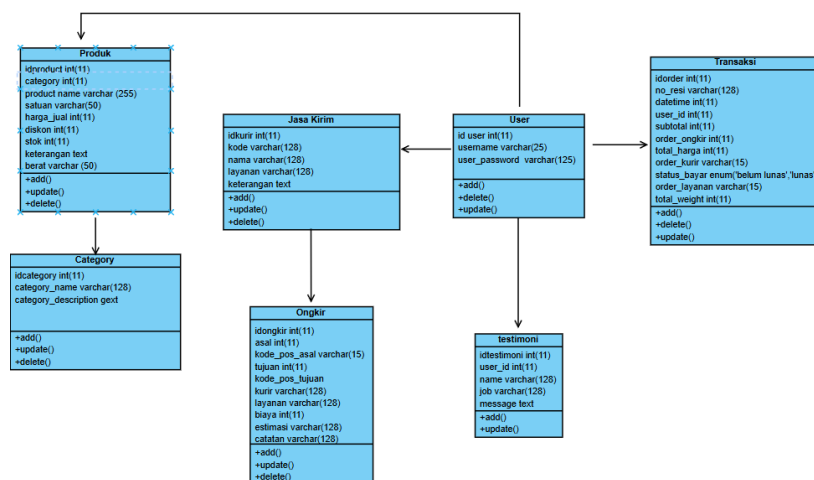 Produk
idproduct int(11)
category int(11)
product name varchar (255)
satuan varchar(50)
harga_jual int(11)
diskon int(11)
stok int(11)
keterangan text
berat varchar (50)
+add()
+update()
+delete()
Category
idcategory int(11)
category_name varchar(128)
category_description gext
+add()
+update()
+delete()
Jasa Kirim
idkurir int(11)
kode varchar(128)
nama varchar(128)
layanan varchar(128)
keterangan text
+add()
+update()
+delete()
Ongkir
idongkir int(11)
asal int(11)
kode_pos_asal varchar(15)
tujuan int(11)
kode_pos_tujuan
kurir varchar(128)
layanan varchar(128)
biaya int(11)
estimasi varchar(128)
catatan varchar(128)
+add()
+update()
+delete()
User
id user int(11)
username varchar(25)
user_password varchar(125)
+add()
+delete()
+update()
testimoni
idtestimoni int(11)
user_id int(11)
name varchar(128)
job varchar(128)
message text
+add()
+update()
Transaksi
idorder int(11)
no_resi varchar(128)
datetime int(11)
user_id int(11)
subtotal int(11)
order_ongkir int(11)
total_harga int(11)
order_kurir varchar(15)
status_bayar enum('belum lunas','lunas'
order_layanan varchar(15)
total_weight int(11)
+add()
+delete()
+update()